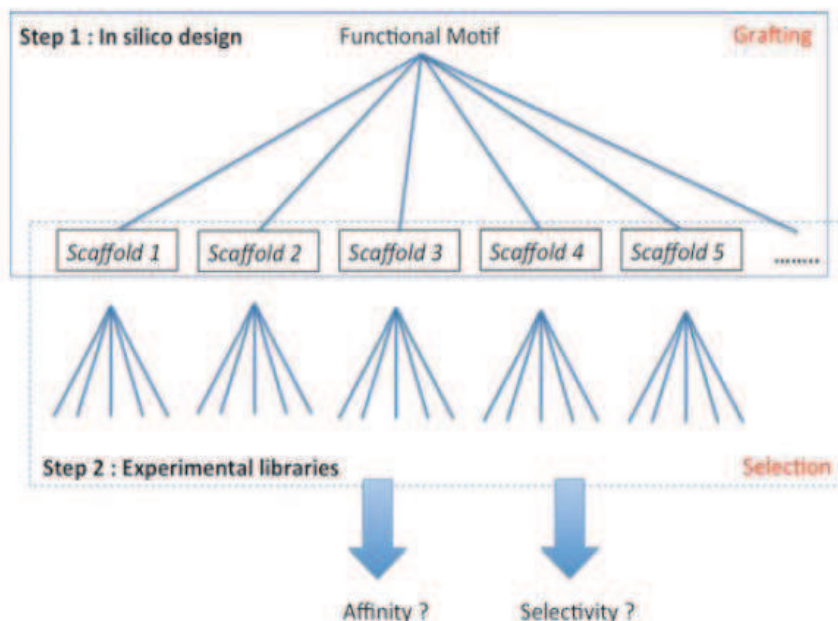 Step 1 : In silico design Functional Motif Grafting
Scaffold 1 Scaffold 2 Scaffold 3 Scaffold 4 Scaffold 5 ........
Step 2 : Experimental libraries Selection
Affinity ? Selectivity ?